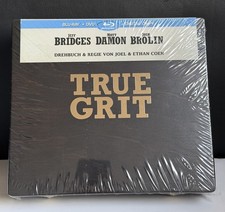 BLU-RAY + DVD
JEFF MATT JOSH
BRIDGES DAMON BROLIN
DREHBUCH & REGIE VON JOEL & ETHAN COEN
TRUE
GRIT